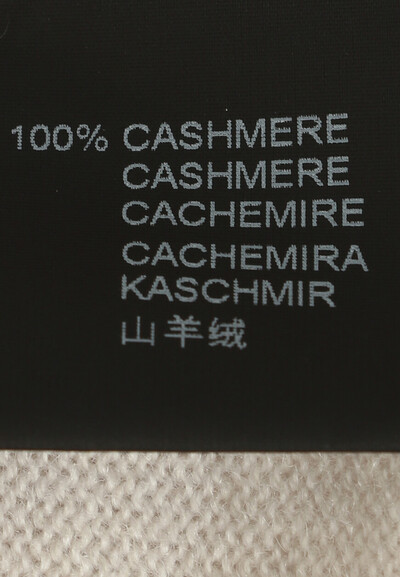 100% CASHMERE
CASHMERE
CACHEMIRE
CACHEMIRA
KASCHMIR
山羊绒